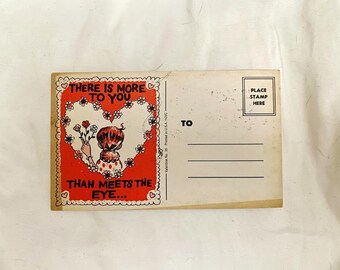 THERE IS MORE
TO YOU
THAN MEETS THE
EYE...
PLACE
STAMP
HERE
TO